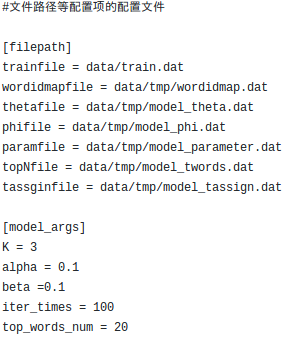 #文件路径等配置项的配置文件
[filepath]
trainfile = data/train.dat
wordidmapfile = data/tmp/wordidmap.dat
thetafile = data/tmp/model_theta.dat
phifile = data/tmp/model_phi.dat
paramfile = data/tmp/model_parameter.dat
topNfile = data/tmp/model_twords.dat
tassginfile = data/tmp/model_tassign.dat
[model_args]
K = 3
alpha = 0.1
beta =0.1
iter_times = 100
top_words_num = 20